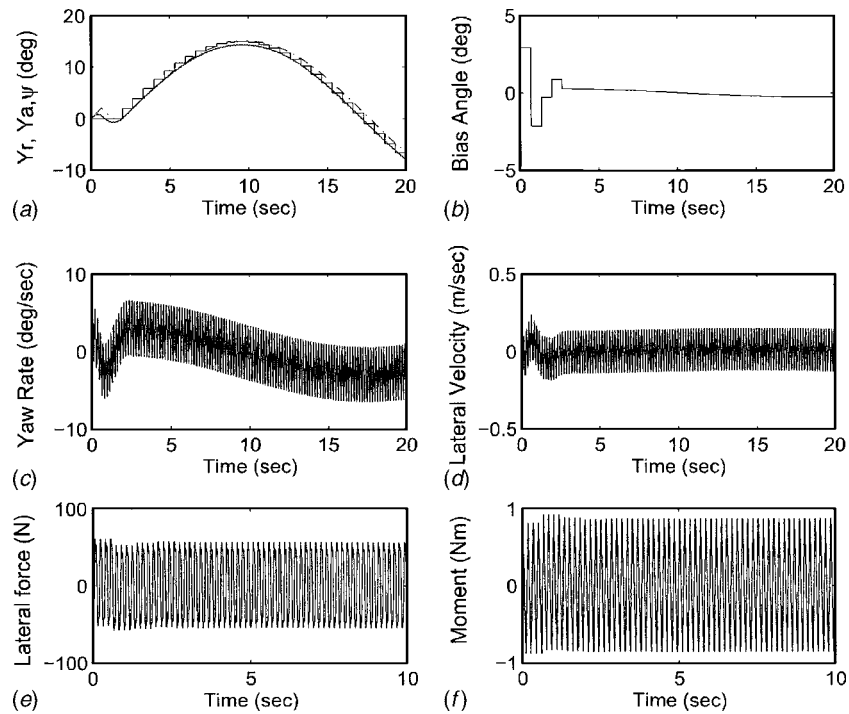 20
10
0
−10
Yr, Ya,ψ (deg)
0 5 10 15 20
Time (sec)
(a)
5
0
−5
Bias Angle (deg)
0 5 10 15 20
Time (sec)
(b)
10
0
−10
Yaw Rate (deg/sec)
0 5 10 15 20
Time (sec)
(c)
0.5
0
−0.5
Lateral Velocity (m/sec)
0 5 10 15 20
Time (sec)
(d)
100
0
−100
Lateral force (N)
0 5 10
Time (sec)
(e)
1
0
−1
Moment (Nm)
0 5 10
Time (sec)
(f)